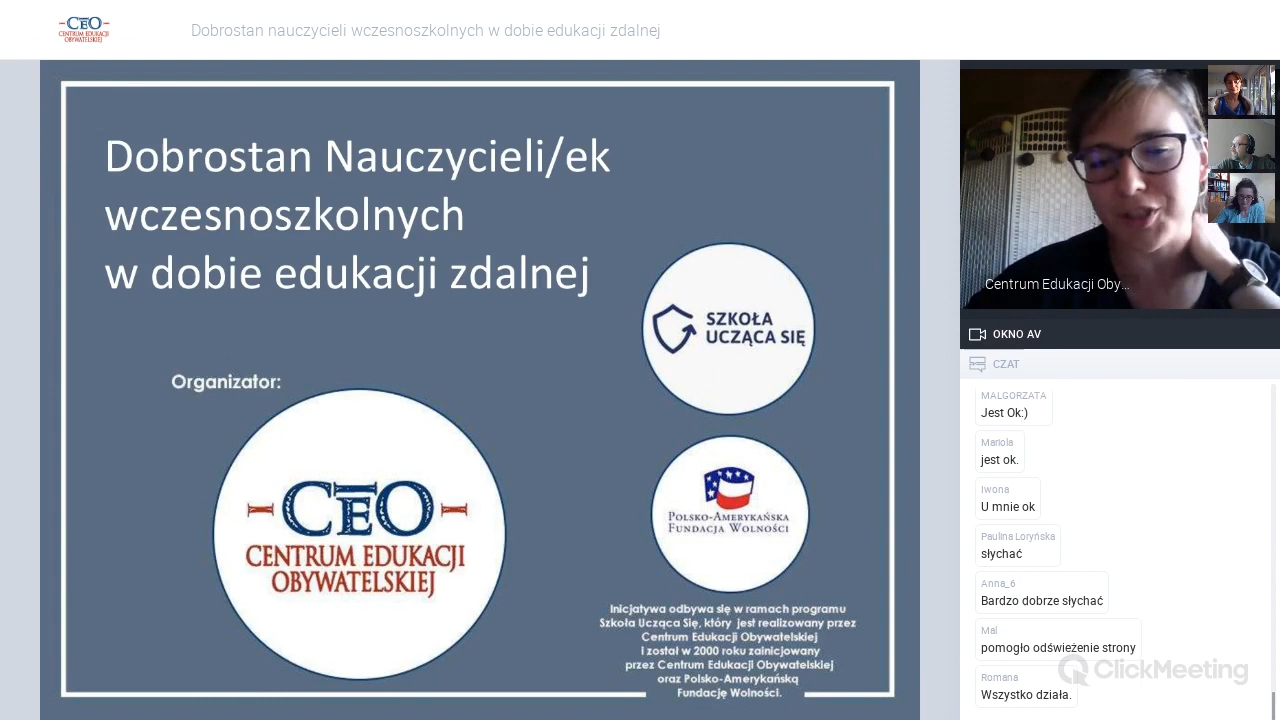 CEO
CENTRUM EDUKACJI
OBYWATELSKIEJ
Dobrostan nauczycieli wczesnoszkolnych w dobie edukacji zdalnej
Dobrostan Nauczycieli/ek
wczesnoszkolnych
w dobie edukacji zdalnej
SZKOŁA
UCZĄCA SIĘ
Organizator:
CEO
CENTRUM EDUKACJI
OBYWATELSKIEJ
POLSKO-AMERYKAŃSKA
FUNDACJA WOLNOŚCI
Inicjatywa odbywa się w ramach programu
Szkoła Ucząca Się, który jest realizowany przez
Centrum Edukacji Obywatelskiej
i został w 2000 roku zainicjowany
przez Centrum Edukacji Obywatelskiej
oraz Polsko-Amerykańską
Fundację Wolności.
Centrum Edukacji Oby...
OKNO AV
CZAT
MALGORZATA
Jest Ok:)
Mariola
jest ok.
Iwona
U mnie ok
Paulina Loryńska
słychać
Anna_6
Bardzo dobrze słychać
Mal
pomogło odświeżenie strony
Romana
Wszystko działa.
ClickMeeting